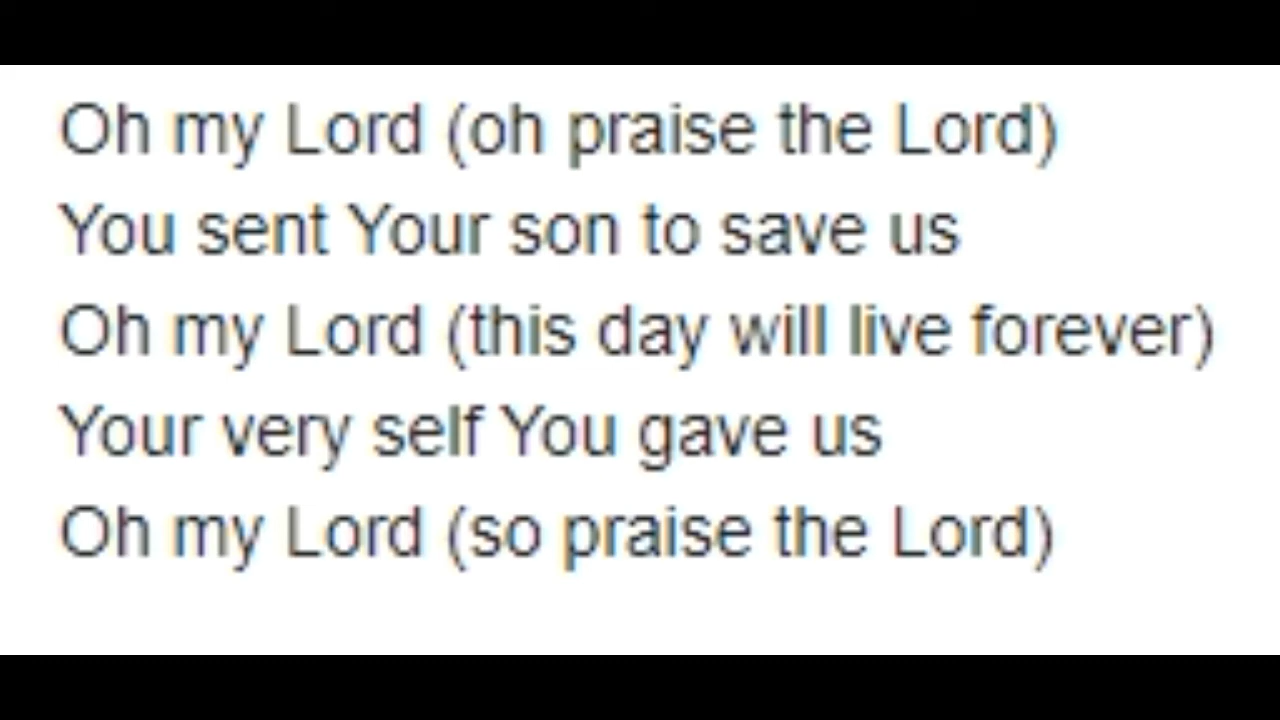 Oh my Lord (oh praise the Lord)
You sent Your son to save us
Oh my Lord (this day will live forever)
Your very self You gave us
Oh my Lord (so praise the Lord)